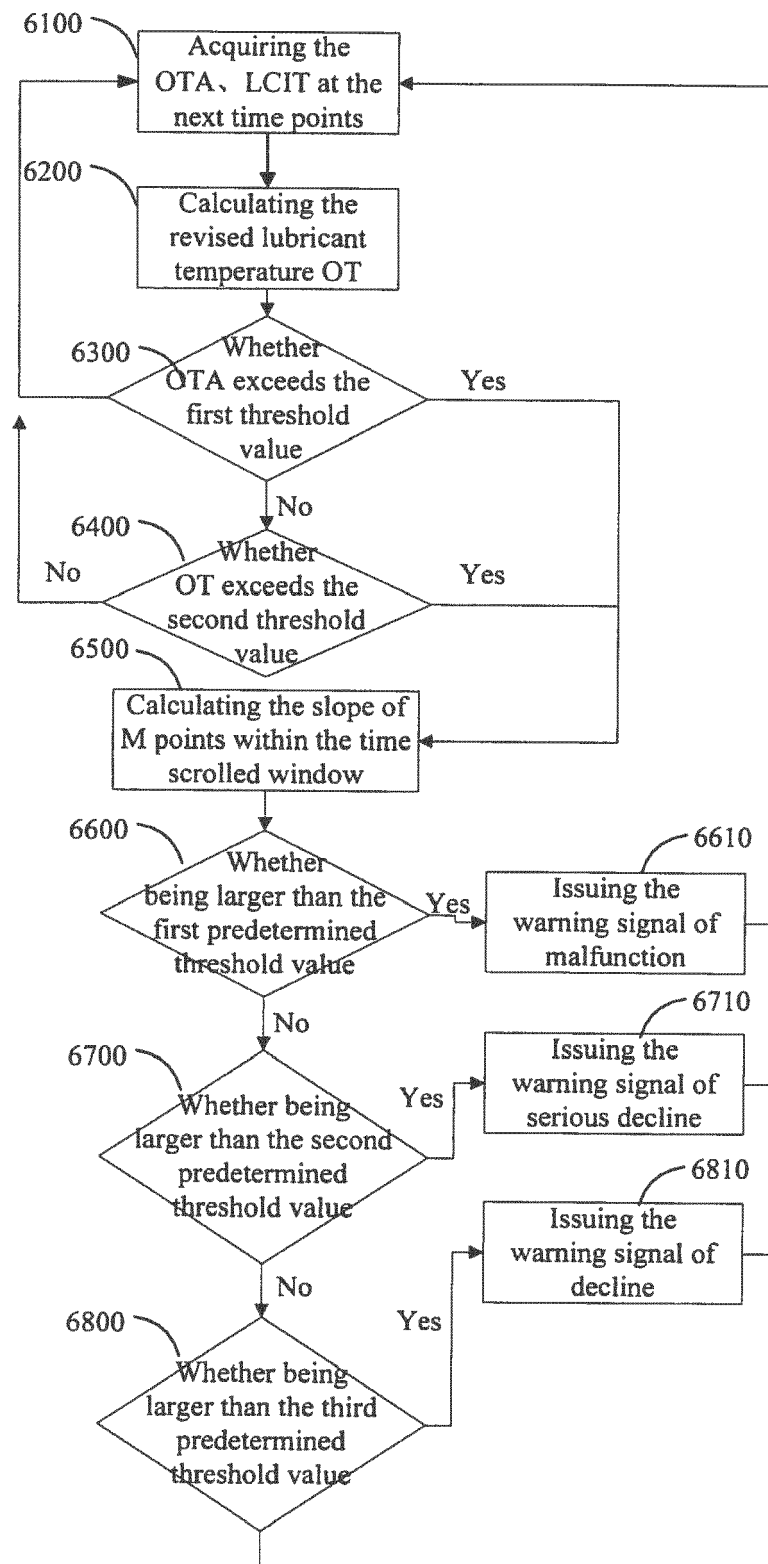 6100
Acquiring the
OTA、LCIT at the
next time points
6200
Calculating the
revised lubricant
temperature OT
6300
Whether
OTA exceeds the
first threshold
value
Yes
No
6400
Whether
OT exceeds the
second threshold
value
No
Yes
6500
Calculating the slope of
M points within the time
scrolled window
6600
Whether
being larger than the
first predetermined
threshold value
Yes
6610
Issuing the
warning signal of
malfunction
No
6700
Whether being
larger than the second
predetermined
threshold value
Yes
6710
Issuing the
warning signal of
serious decline
No
6800
Whether being
larger than the third
predetermined
threshold value
Yes
6810
Issuing the
warning signal of
decline